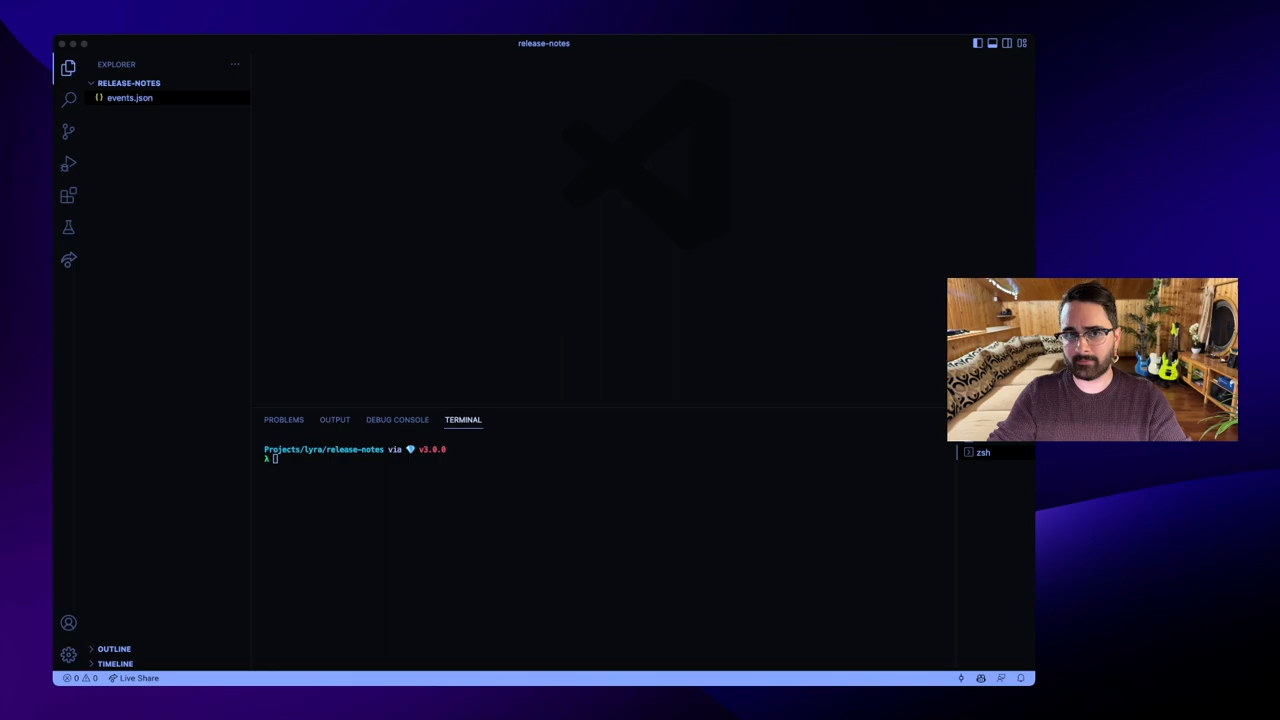 release-notes
EXPLORER
RELEASE-NOTES
{} events.json
PROBLEMS
OUTPUT
DEBUG CONSOLE
TERMINAL
Projects/lyra/release-notes via 💎 v3.0.0
λ
zsh
OUTLINE
TIMELINE
0 0 Live Share